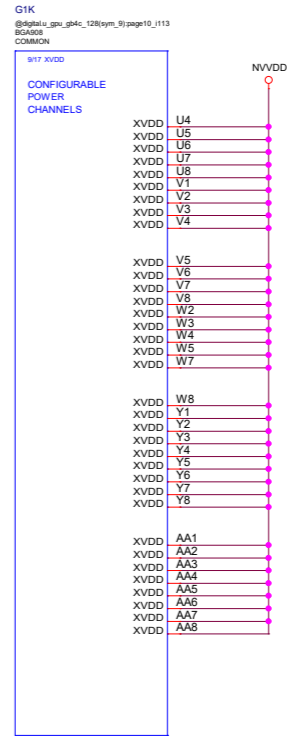 G1K
@digital.u_gpu_gb4c_128(sym_9):page10_i113
BGA908
COMMON
9/17 XVDD
NVVDD
CONFIGURABLE
POWER
CHANNELS
XVDD U4
XVDD U5
XVDD U6
XVDD U7
XVDD U8
XVDD V1
XVDD V2
XVDD V3
XVDD V4
XVDD V5
XVDD V6
XVDD V7
XVDD V8
XVDD W2
XVDD W3
XVDD W4
XVDD W5
XVDD W7
XVDD W8
XVDD Y1
XVDD Y2
XVDD Y3
XVDD Y4
XVDD Y5
XVDD Y6
XVDD Y7
XVDD Y8
XVDD AA1
XVDD AA2
XVDD AA3
XVDD AA4
XVDD AA5
XVDD AA6
XVDD AA7
XVDD AA8